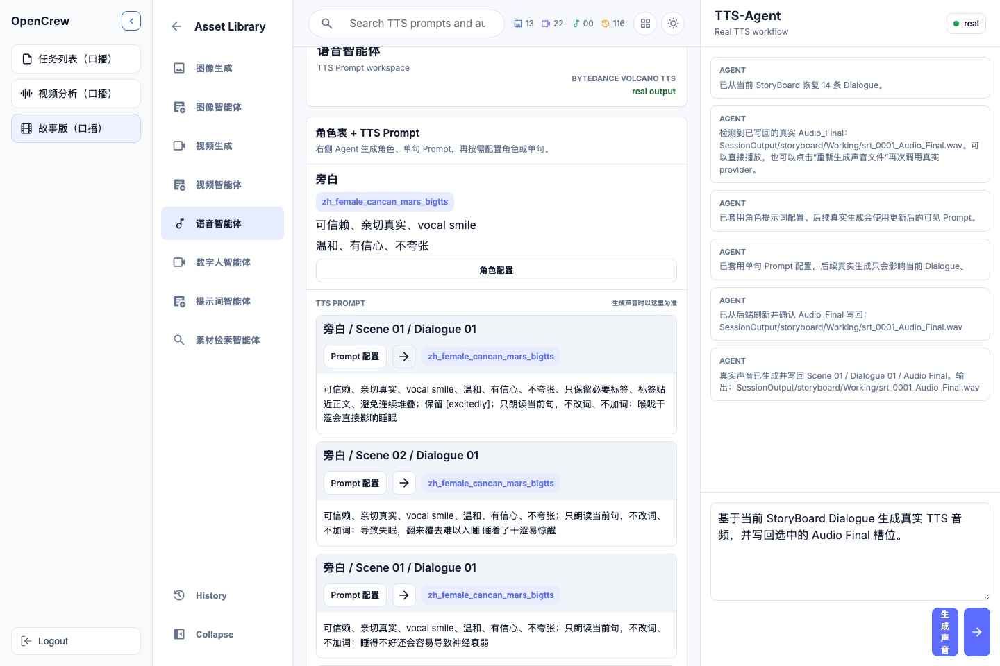 OpenCrew
任务列表（口播）
视频分析（口播）
故事版（口播）
Logout
Asset Library
图像生成
图像智能体
视频生成
视频智能体
语音智能体
数字人智能体
提示词智能体
素材检索智能体
History
Collapse
Search TTS prompts and au
13
22
00
116
语音智能体
TTS Prompt workspace
BYTEDANCE VOLCANO TTS
real output
角色表 + TTS Prompt
右侧 Agent 生成角色、单句 Prompt，再按需配置角色或单句。
旁白
zh_female_cancan_mars_bigtts
可信赖、亲切真实、vocal smile
温和、有信心、不夸张
角色配置
TTS PROMPT
生成声音时以这里为准
旁白 / Scene 01 / Dialogue 01
Prompt 配置
zh_female_cancan_mars_bigtts
可信赖、亲切真实、vocal smile、温和、有信心、不夸张、只保留必要标签、标签贴
近正文、避免连续堆叠；保留 [excitedly]；只朗读当前句，不改词、不加词：喉咙干
涩会直接影响睡眠
旁白 / Scene 02 / Dialogue 01
Prompt 配置
zh_female_cancan_mars_bigtts
可信赖、亲切真实、vocal smile、温和、有信心、不夸张；只朗读当前句，不改词、
不加词：导致失眠，翻来覆去难以入睡 睡着了干涩易惊醒
旁白 / Scene 01 / Dialogue 01
Prompt 配置
zh_female_cancan_mars_bigtts
可信赖、亲切真实、vocal smile、温和、有信心、不夸张；只朗读当前句，不改词、
不加词：睡得不好还会容易导致神经衰弱
TTS-Agent
Real TTS workflow
real
AGENT
已从当前 StoryBoard 恢复 14 条 Dialogue。
AGENT
检测到已写回的真实 Audio_Final：
SessionOutput/storyboard/Working/srt_0001_Audio_Final.wav。可
以直接播放，也可以点击“重新生成声音文件”再次调用真实
provider。
AGENT
已套用角色提示词配置。后续真实生成会使用更新后的可见 Prompt。
AGENT
已套用单句 Prompt 配置。后续真实生成只会影响当前 Dialogue。
AGENT
已从后端刷新并确认 Audio_Final 写回：
SessionOutput/storyboard/Working/srt_0001_Audio_Final.wav
AGENT
真实声音已生成并写回 Scene 01 / Dialogue 01 / Audio Final。输
出：SessionOutput/storyboard/Working/srt_0001_Audio_Final.wav
基于当前 StoryBoard Dialogue 生成真实 TTS 音
频，并写回选中的 Audio Final 槽位。
生
成
声
音